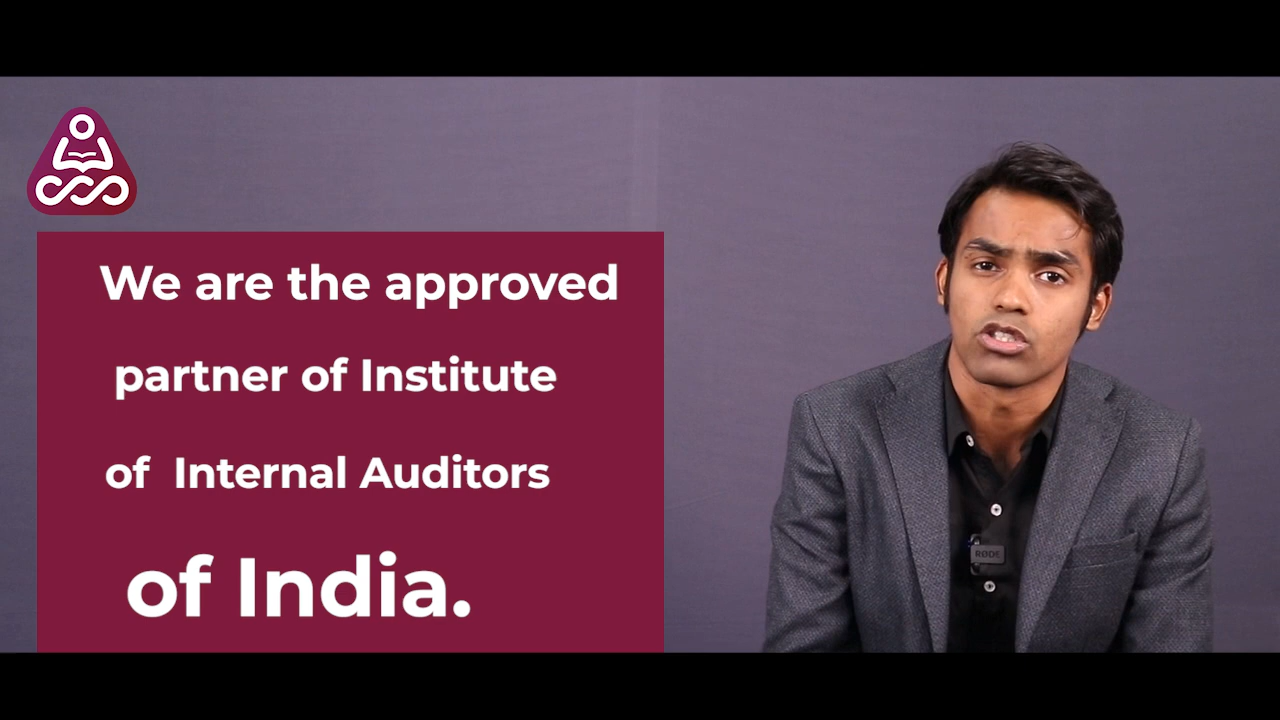 We are the approved
partner of Institute
of Internal Auditors
of India.
RØDE